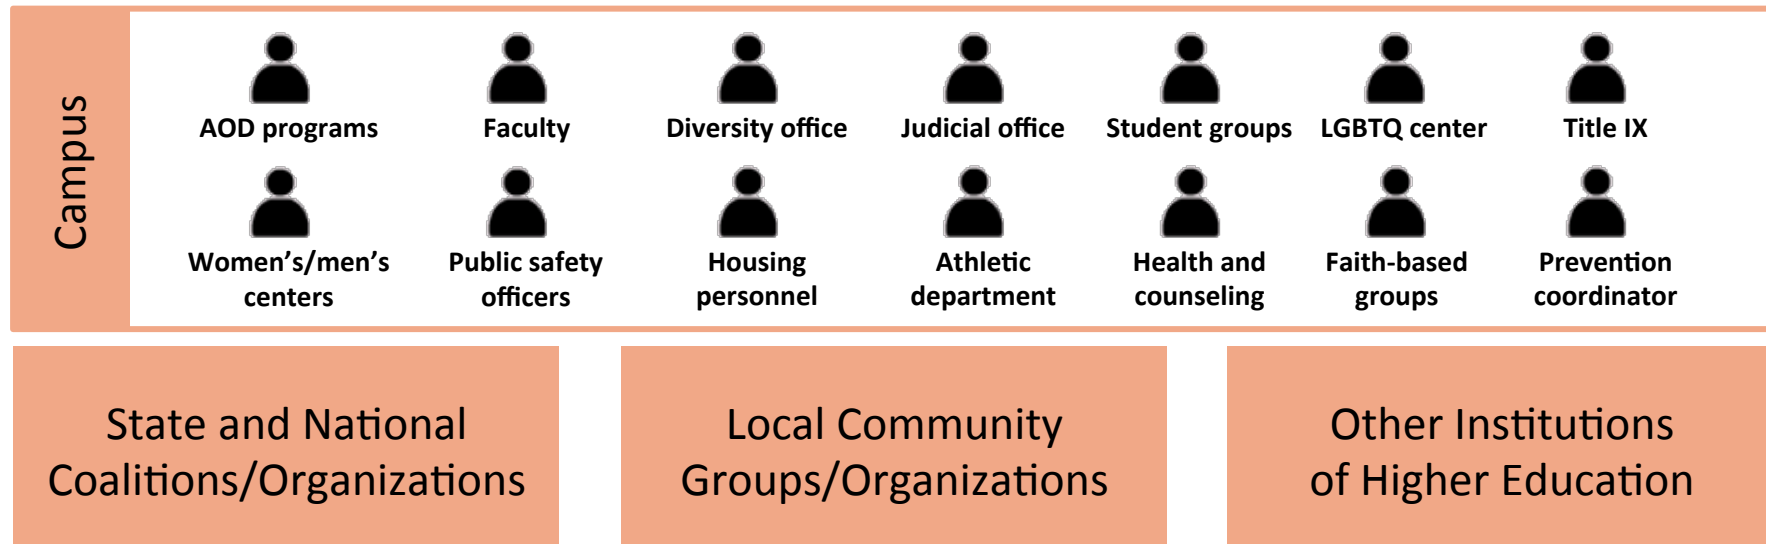 Campus
AOD programs
Faculty
Diversity office
Judicial office
Student groups
LGBTQ center
Title IX
Women’s/men’s
centers
Public safety
officers
Housing
personnel
Athletic
department
Health and
counseling
Faith-based
groups
Prevention
coordinator
State and National
Coalitions/Organizations
Local Community
Groups/Organizations
Other Institutions
of Higher Education